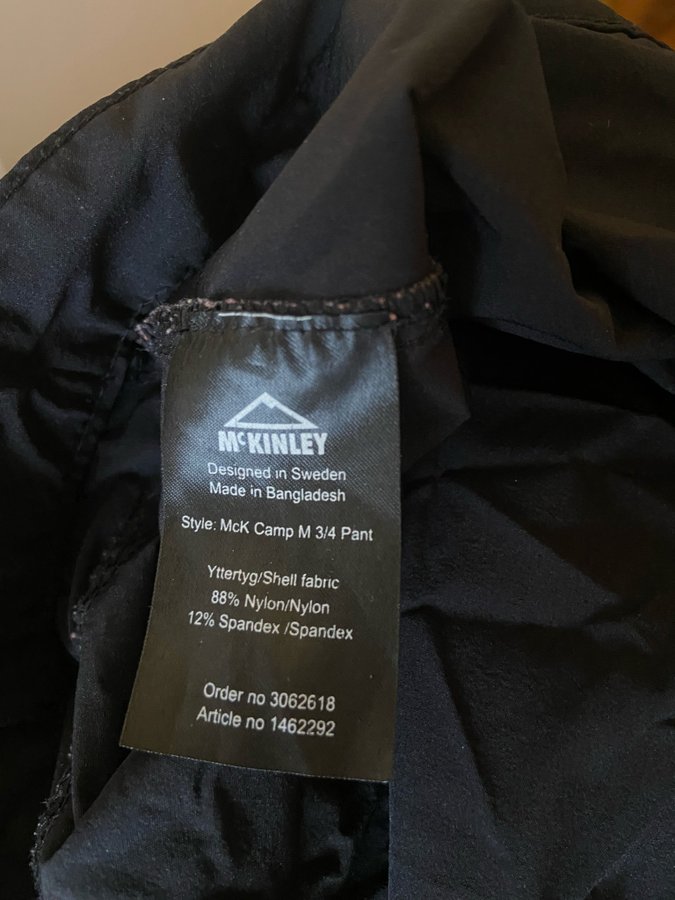 McKINLEY
Designed in Sweden
Made in Bangladesh
Style: McK Camp M 3/4 Pant
Yttertyg/Shell fabric
88% Nylon/Nylon
12% Spandex /Spandex
Order no 3062618
Article no 1462292